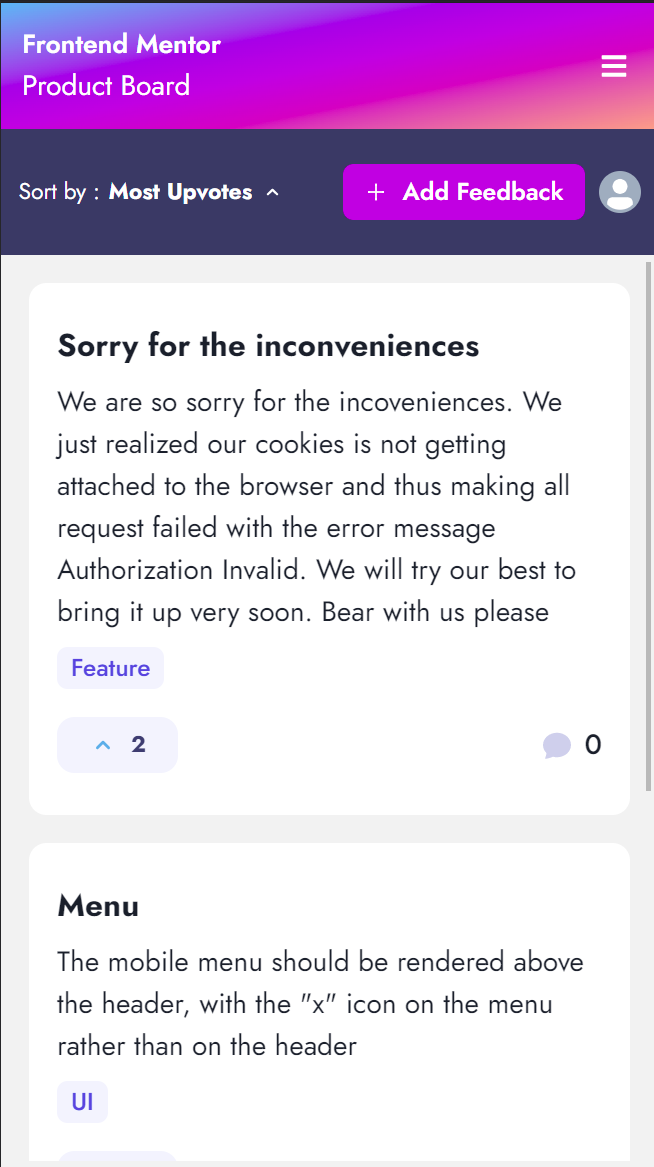 Frontend Mentor
Product Board
Sort by : Most Upvotes
+ Add Feedback
Sorry for the inconveniences
We are so sorry for the incoveniences. We
just realized our cookies is not getting
attached to the browser and thus making all
request failed with the error message
Authorization Invalid. We will try our best to
bring it up very soon. Bear with us please
Feature
2
0
Menu
The mobile menu should be rendered above
the header, with the "x" icon on the menu
rather than on the header
UI